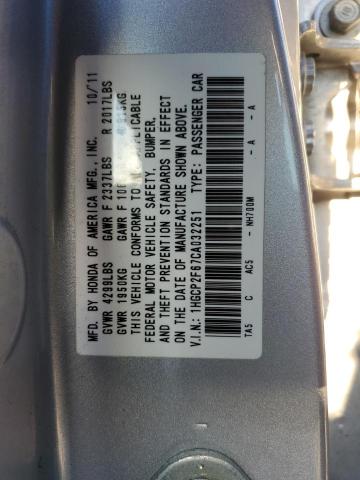 MFD. BY HONDA OF AMERICA MFG., INC. 10/11
GVWR 4299LBS GAWR F 2337LBS R 2017LBS
GVWR 1950KG GAWR F
THIS VEHICLE CONFORMS TO APPLICABLE
FEDERAL MOTOR VEHICLE SAFETY, BUMPER,
AND THEFT PREVENTION STANDARDS IN EFFECT
ON THE DATE OF MANUFACTURE SHOWN ABOVE.
V.I.N.: 1HGCP2F67CA032251 TYPE: PASSENGER CAR
TA5 C AC5 - NH700M - A - A